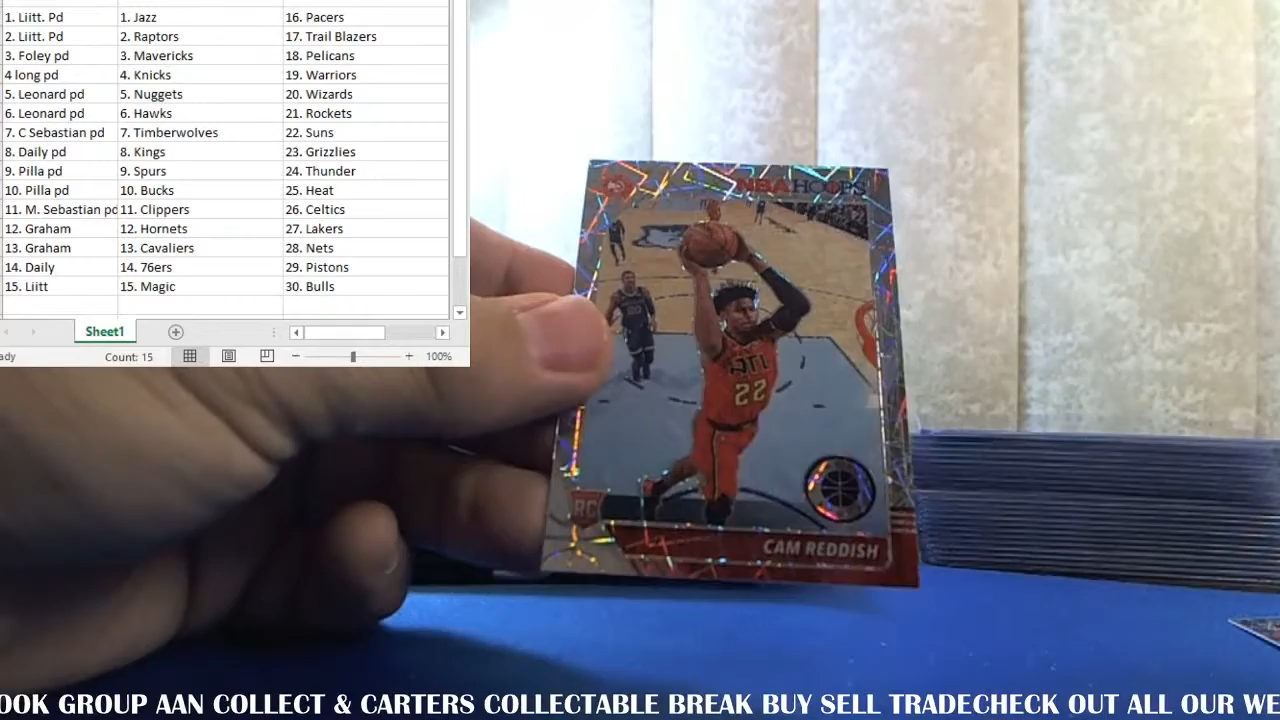 1. Liitt. Pd 1. Jazz 16. Pacers
2. Liitt. Pd 2. Raptors 17. Trail Blazers
3. Foley pd 3. Mavericks 18. Pelicans
4 long pd 4. Knicks 19. Warriors
5. Leonard pd 5. Nuggets 20. Wizards
6. Leonard pd 6. Hawks 21. Rockets
7. C Sebastian pd 7. Timberwolves 22. Suns
8. Daily pd 8. Kings 23. Grizzlies
9. Pilla pd 9. Spurs 24. Thunder
10. Pilla pd 10. Bucks 25. Heat
11. M. Sebastian pd 11. Clippers 26. Celtics
12. Graham 12. Hornets 27. Lakers
13. Graham 13. Cavaliers 28. Nets
14. Daily 14. 76ers 29. Pistons
15. Liitt 15. Magic 30. Bulls
Sheet1
ady Count: 15 100%
NBA HOOPS
ATL
22
RC
CAM REDDISH
OOK GROUP AAN COLLECT & CARTERS COLLECTABLE BREAK BUY SELL TRADECHECK OUT ALL OUR WE